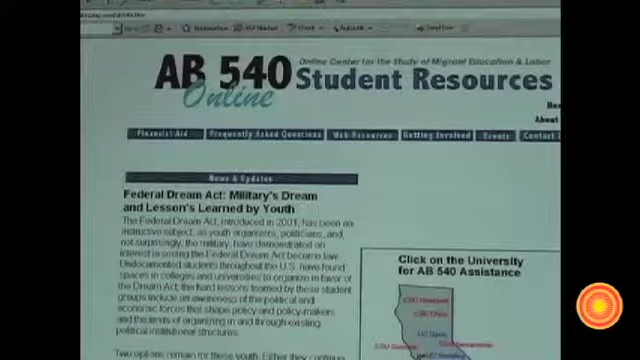 Online Center for the Study of Migrant Education & Labor
AB 540
Online
Student Resources
About
Financial Aid
Frequently Asked Questions
Web Resources
Getting Involved
Events
Contact
News & Updates
Federal Dream Act: Military's Dream
and Lesson's Learned by Youth
The Federal Dream Act, introduced in 2001, has been an
instructive subject, as youth organizers, politicians, and,
not surprisingly, the military, have demonstrated an
interest in seeing the Federal Dream Act become law.
Undocumented students throughout the U.S. have found
spaces in colleges and universities to organize in favor of
the Dream Act; the hard lessons learned by these student
groups include an awareness of the political and
economic forces that shape policy and policy-makers
and the limits of organizing in and through existing
political institutional structures.
Two options remain for these youth: Either they continue
Click on the University
for AB 540 Assistance
CSU Chico
UC Davis